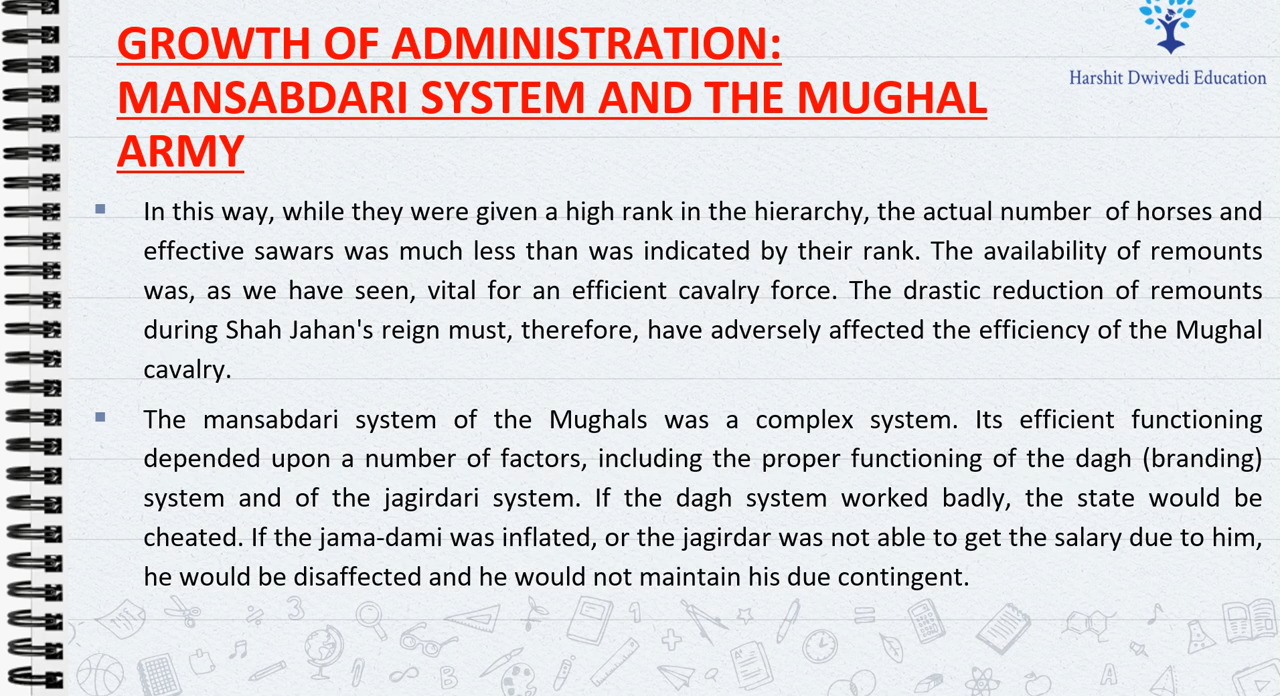 GROWTH OF ADMINISTRATION:
MANSABDARI SYSTEM AND THE MUGHAL
ARMY
Harshit Dwivedi Education
In this way, while they were given a high rank in the hierarchy, the actual number of horses and
effective sawars was much less than was indicated by their rank. The availability of remounts
was, as we have seen, vital for an efficient cavalry force. The drastic reduction of remounts
during Shah Jahan's reign must, therefore, have adversely affected the efficiency of the Mughal
cavalry.
The mansabdari system of the Mughals was a complex system. Its efficient functioning
depended upon a number of factors, including the proper functioning of the dagh (branding)
system and of the jagirdari system. If the dagh system worked badly, the state would be
cheated. If the jama-dami was inflated, or the jagirdar was not able to get the salary due to him,
he would be disaffected and he would not maintain his due contingent.